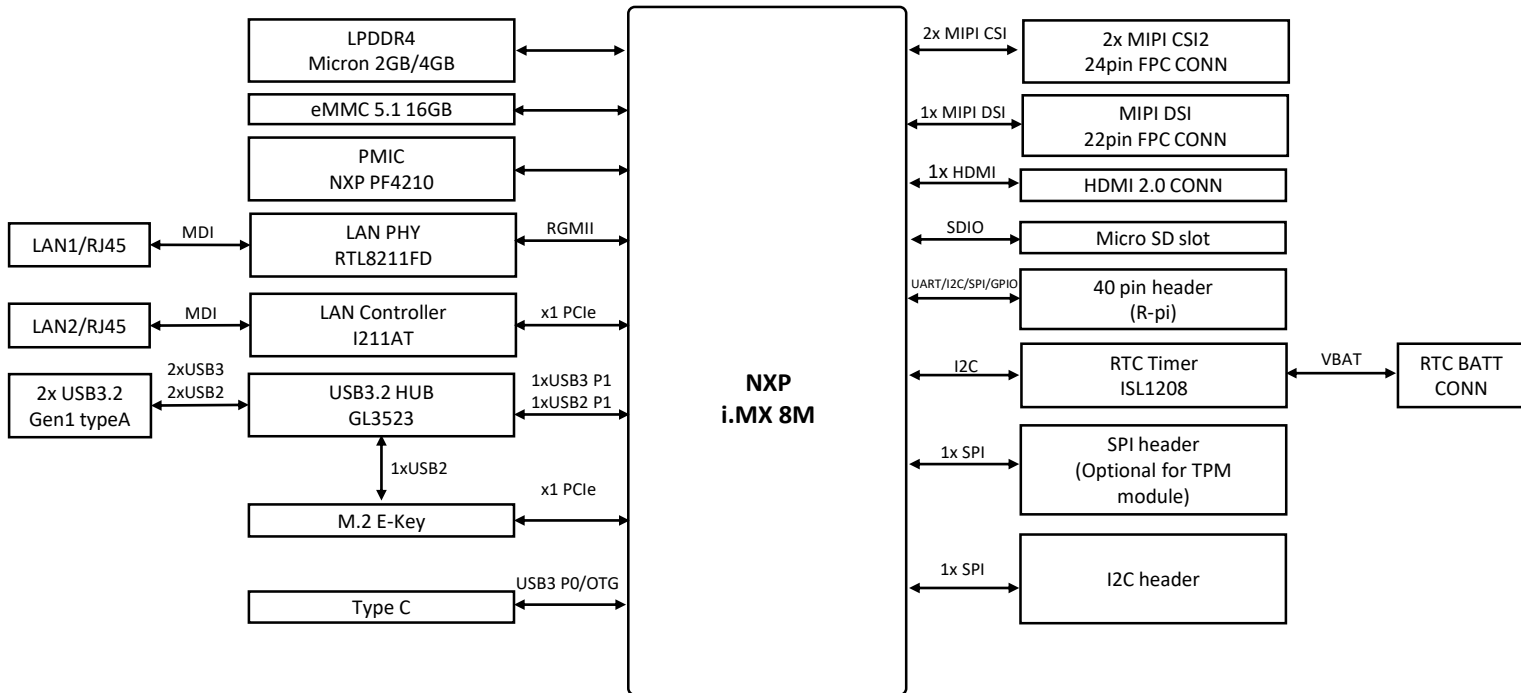 LPDDR4
Micron 2GB/4GB
eMMC 5.1 16GB
PMIC
NXP PF4210
LAN1/RJ45
MDI
LAN PHY
RTL8211FD
RGMII
LAN2/RJ45
MDI
LAN Controller
I211AT
x1 PCIe
2x USB3.2
Gen1 typeA
2xUSB3
2xUSB2
USB3.2 HUB
GL3523
1xUSB3 P1
1xUSB2 P1
1xUSB2
M.2 E-Key
x1 PCIe
Type C
USB3 P0/OTG
NXP
i.MX 8M
2x MIPI CSI
2x MIPI CSI2
24pin FPC CONN
1x MIPI DSI
MIPI DSI
22pin FPC CONN
1x HDMI
HDMI 2.0 CONN
SDIO
Micro SD slot
UART/I2C/SPI/GPIO
40 pin header
(R-pi)
I2C
RTC Timer
ISL1208
VBAT
RTC BATT
CONN
1x SPI
SPI header
(Optional for TPM
module)
1x SPI
I2C header